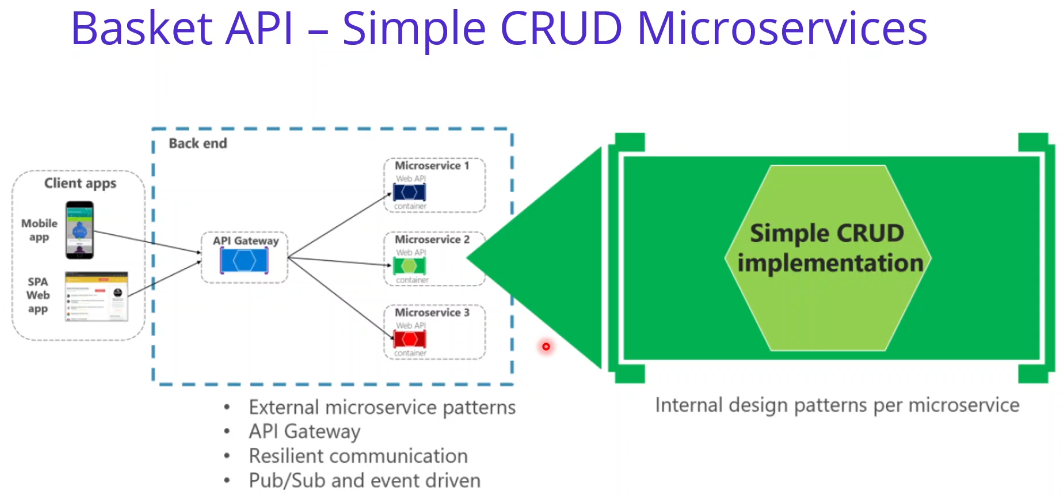 Basket API – Simple CRUD Microservices
Back end
Client apps
Mobile
app
SPA
Web
app
API Gateway
Microservice 1
Web API
container
Microservice 2
Web API
container
Microservice 3
Web API
container
Simple CRUD
implementation
• External microservice patterns
• API Gateway
• Resilient communication
• Pub/Sub and event driven
Internal design patterns per microservice